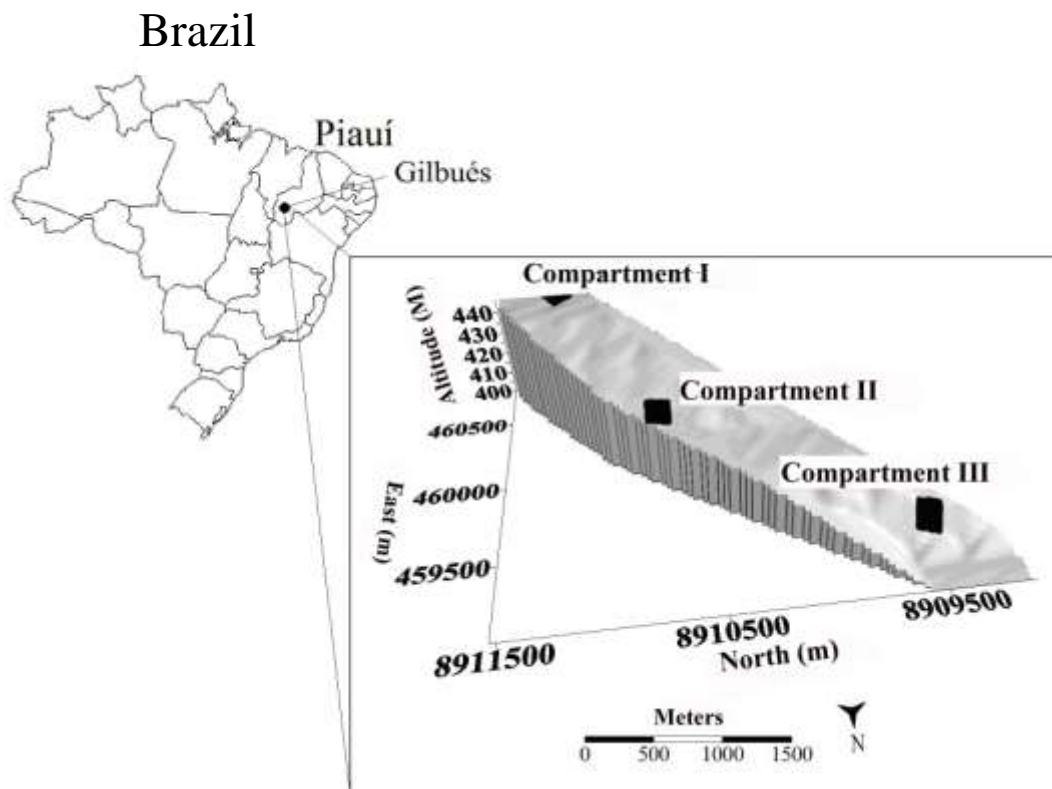 Brazil
Piauí
Gilbués
Compartment I
Altitude (M)
440
430
420
410
400
Compartment II
Compartment III
East (m)
460500
460000
459500
8911500
8910500
8909500
North (m)
Meters
0 500 1000 1500
N